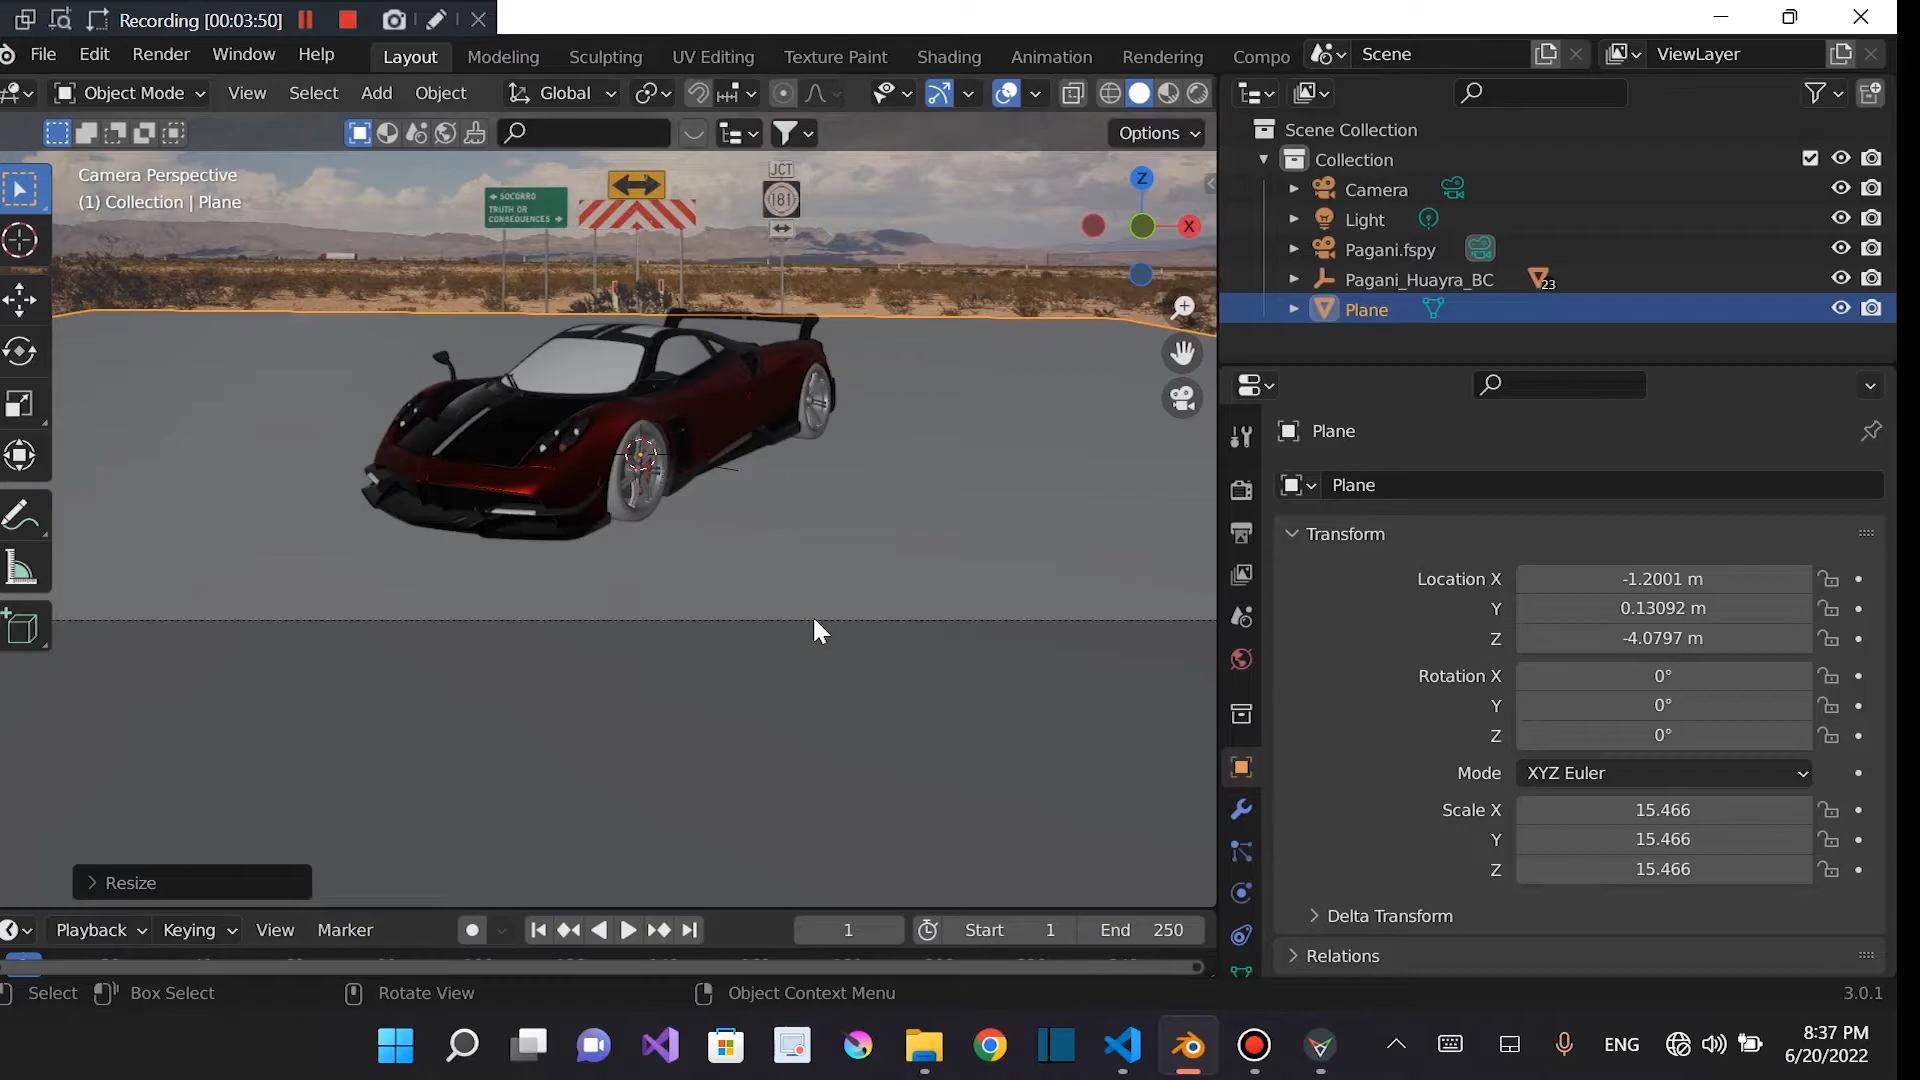 Recording [00:03:50]
File Edit Render Window Help Layout Modeling Sculpting UV Editing Texture Paint Shading Animation Rendering Compo Scene ViewLayer
Object Mode View Select Add Object Global
Options
Camera Perspective
(1) Collection | Plane
SOCORRO
TRUTH OR
CONSEQUENCES
JCT
181
Z
X
Resize
Scene Collection
Collection
Camera
Light
Pagani.fspy
Pagani_Huayra_BC 23
Plane
Plane
Plane
Transform
Location X -1.2001 m
Y 0.13092 m
Z -4.0797 m
Rotation X 0°
Y 0°
Z 0°
Mode XYZ Euler
Scale X 15.466
Y 15.466
Z 15.466
Delta Transform
Relations
Playback Keying View Marker 1 Start 1 End 250
Select Box Select Rotate View Object Context Menu 3.0.1
ENG
8:37 PM
6/20/2022